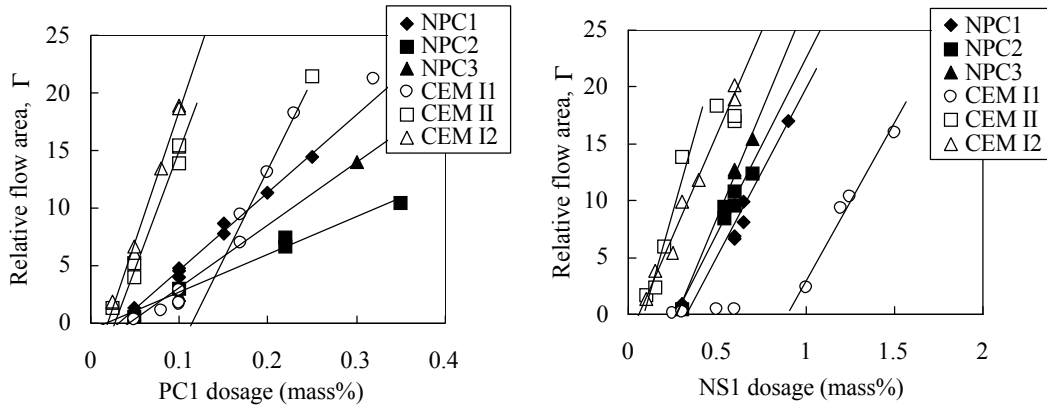 NPC1
NPC2
NPC3
CEM I1
CEM II
CEM I2
25
20
15
10
5
0
Relative flow area, Γ
0 0.1 0.2 0.3 0.4
PC1 dosage (mass%)
NPC1
NPC2
NPC3
CEM I1
CEM II
CEM I2
25
20
15
10
5
0
Relative flow area, Γ
0 0.5 1 1.5 2
NS1 dosage (mass%)